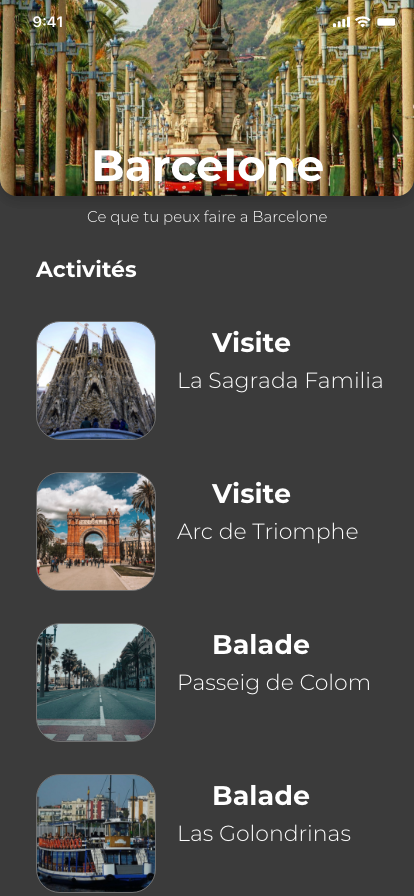 9:41
Barcelone
Ce que tu peux faire a Barcelone
Activités
Visite
La Sagrada Familia
Visite
Arc de Triomphe
Balade
Passeig de Colom
Balade
Las Golondrinas